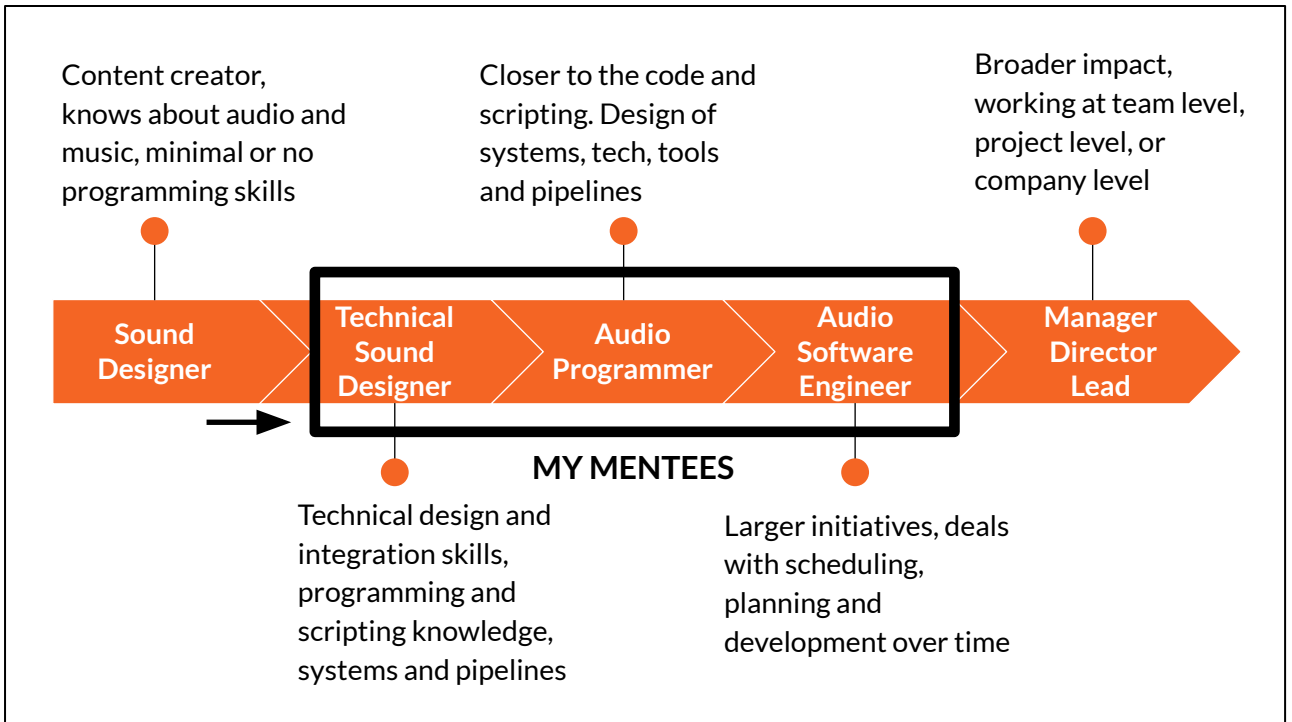 Content creator,
knows about audio and
music, minimal or no
programming skills
Closer to the code and
scripting. Design of
systems, tech, tools
and pipelines
Broader impact,
working at team level,
project level, or
company level
Sound
Designer
Technical
Sound
Designer
Audio
Programmer
Audio
Software
Engineer
Manager
Director
Lead
MY MENTEES
Technical design and
integration skills,
programming and
scripting knowledge,
systems and pipelines
Larger initiatives, deals
with scheduling,
planning and
development over time